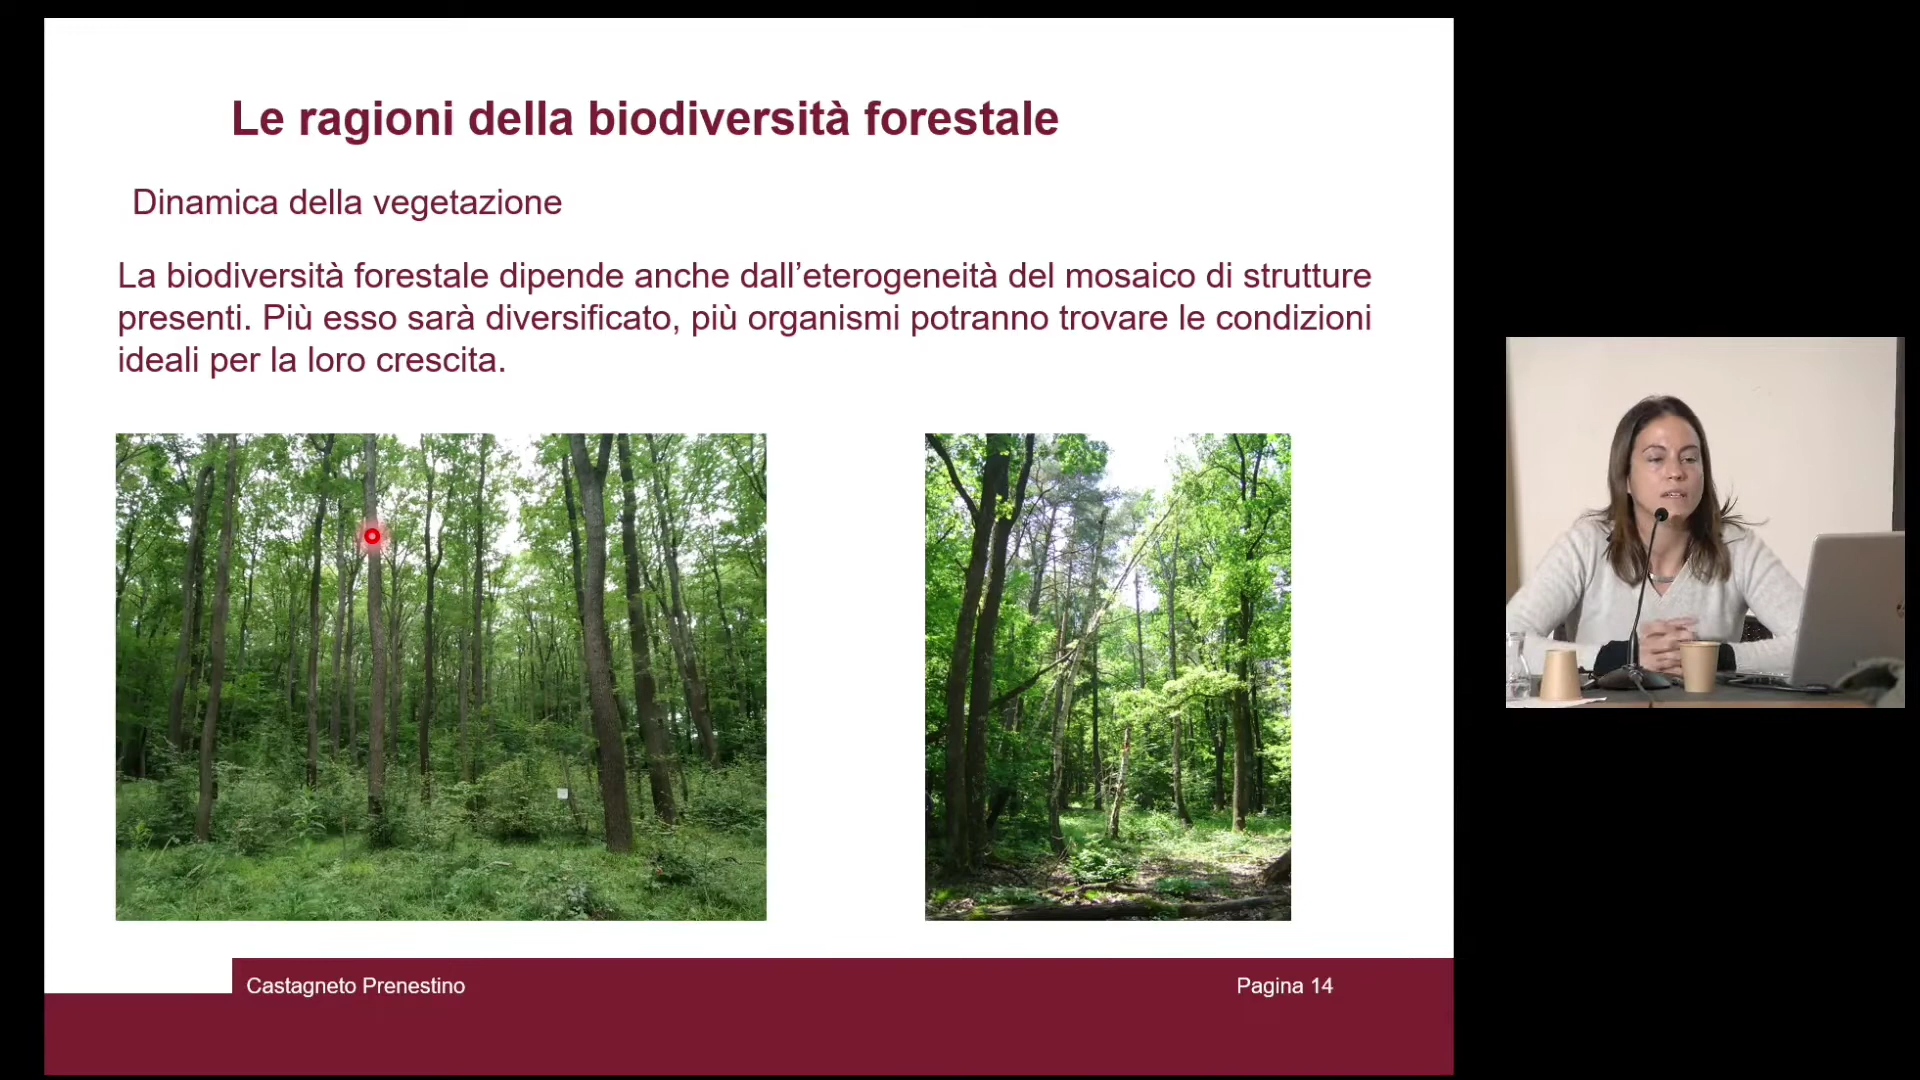 Le ragioni della biodiversità forestale
Dinamica della vegetazione
La biodiversità forestale dipende anche dall’eterogeneità del mosaico di strutture
presenti. Più esso sarà diversificato, più organismi potranno trovare le condizioni
ideali per la loro crescita.
Castagneto Prenestino
Pagina 14